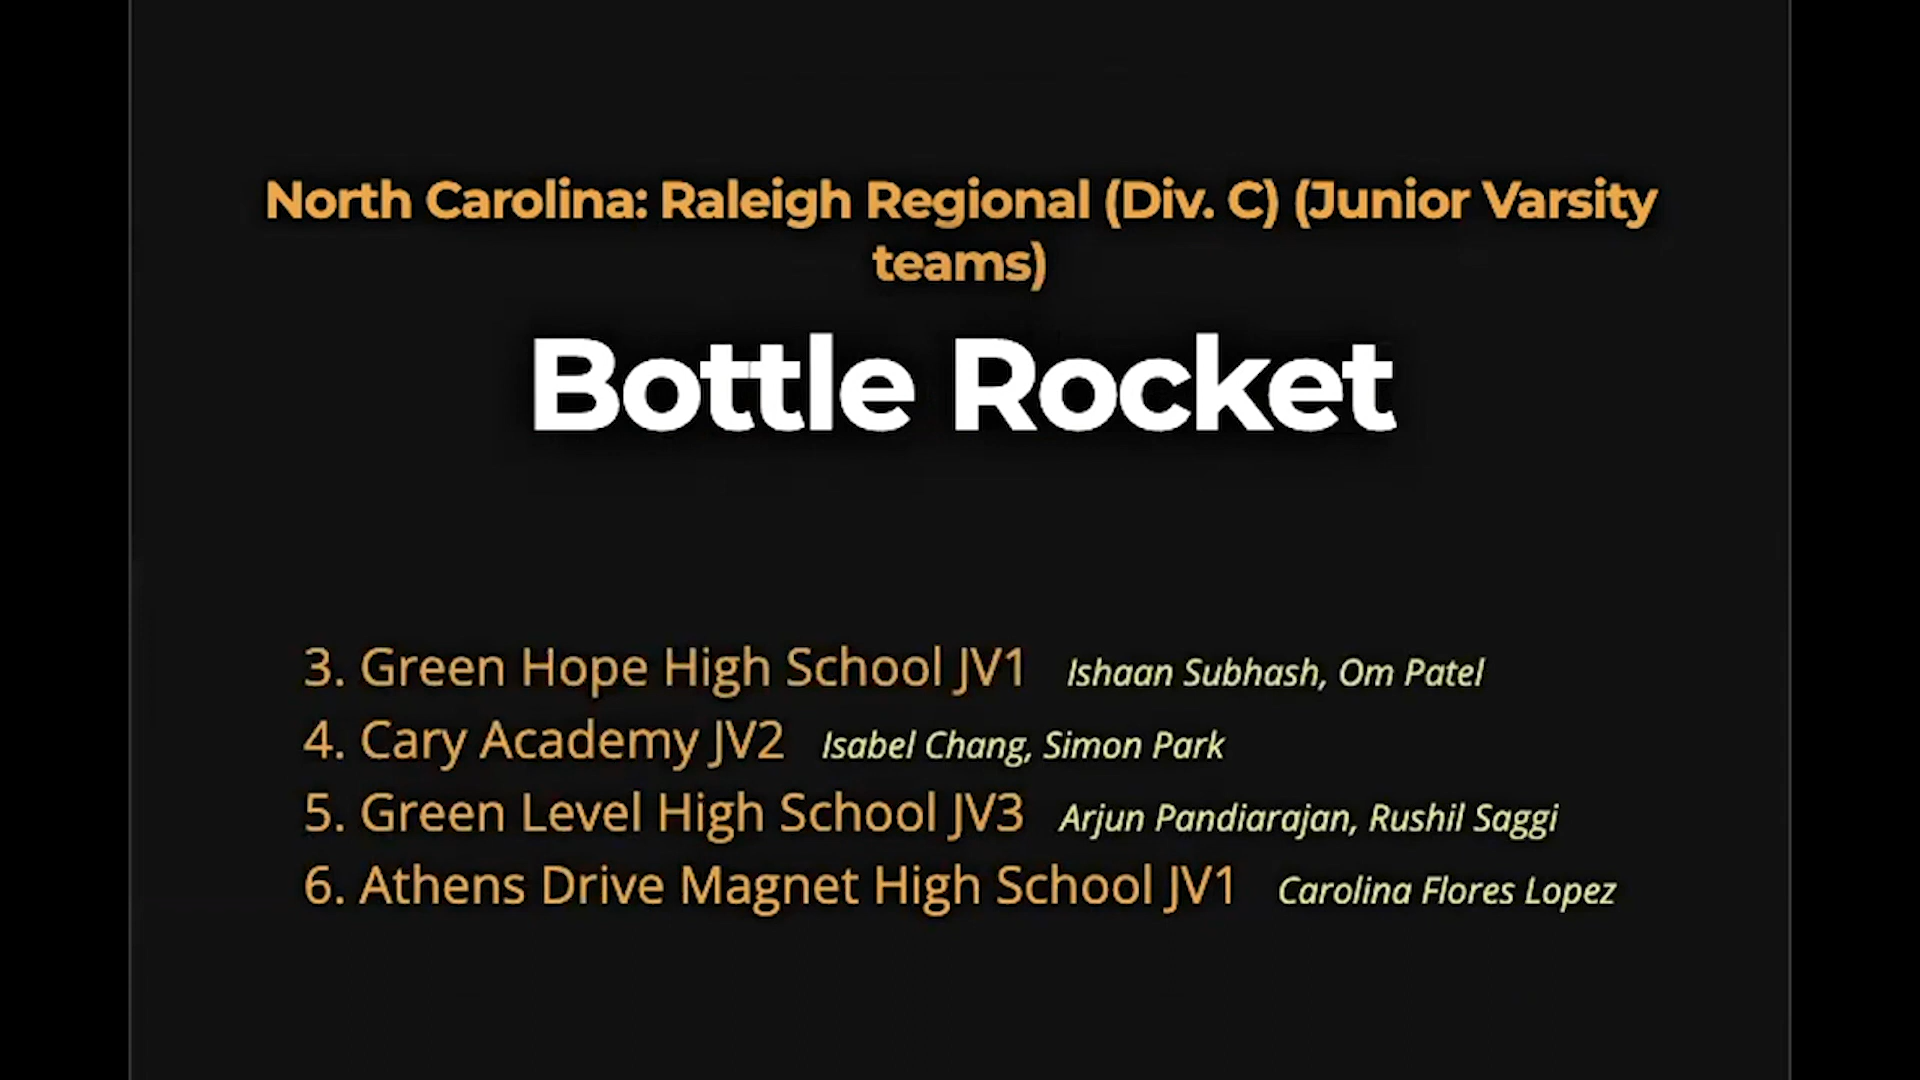 North Carolina: Raleigh Regional (Div. C) (Junior Varsity
teams)
Bottle Rocket
3. Green Hope High School JV1 Ishaan Subhash, Om Patel
4. Cary Academy JV2 Isabel Chang, Simon Park
5. Green Level High School JV3 Arjun Pandiarajan, Rushil Saggi
6. Athens Drive Magnet High School JV1 Carolina Flores Lopez